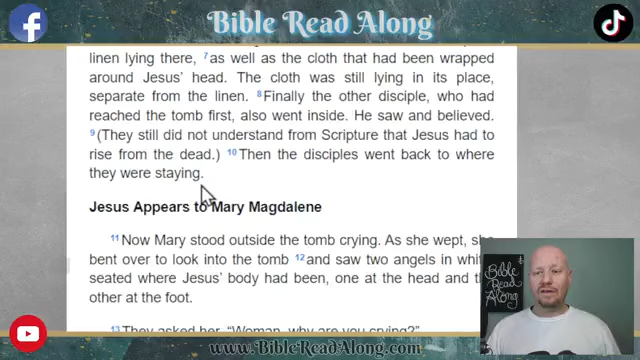 Bible Read Along
linen lying there, 7 as well as the cloth that had been wrapped
around Jesus' head. The cloth was still lying in its place,
separate from the linen. 8 Finally the other disciple, who had
reached the tomb first, also went inside. He saw and believed.
9 (They still did not understand from Scripture that Jesus had to
rise from the dead.) 10 Then the disciples went back to where
they were staying.
Jesus Appears to Mary Magdalene
11 Now Mary stood outside the tomb crying. As she wept, she
bent over to look into the tomb 12 and saw two angels in
seated where Jesus' body had been, one at the head and
other at the foot.
13 They asked her, "Woman, why are you crying?"
Bible
Read
Along
www.BibleReadAlong.com